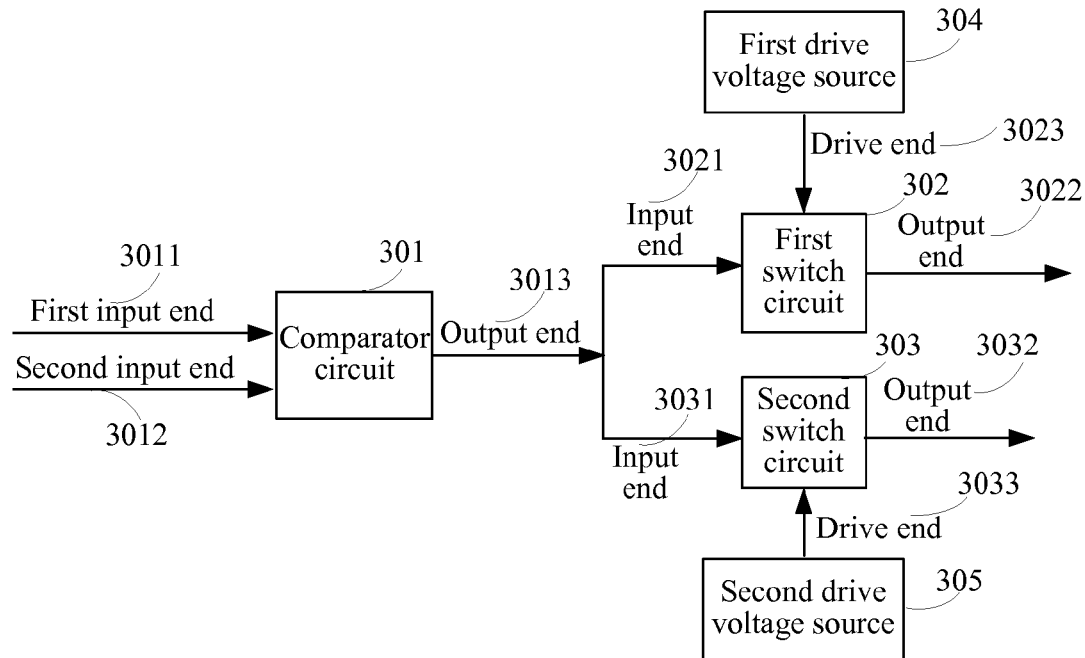 304
First drive
voltage source
Drive end
3023
3021
Input
end
302
First
switch
circuit
Output
end
3022
3011
First input end
Second input end
3012
301
Comparator
circuit
3013
Output end
303
3031
Input
end
Second
switch
circuit
Output
end
3032
Drive end
3033
Second drive
voltage source
305